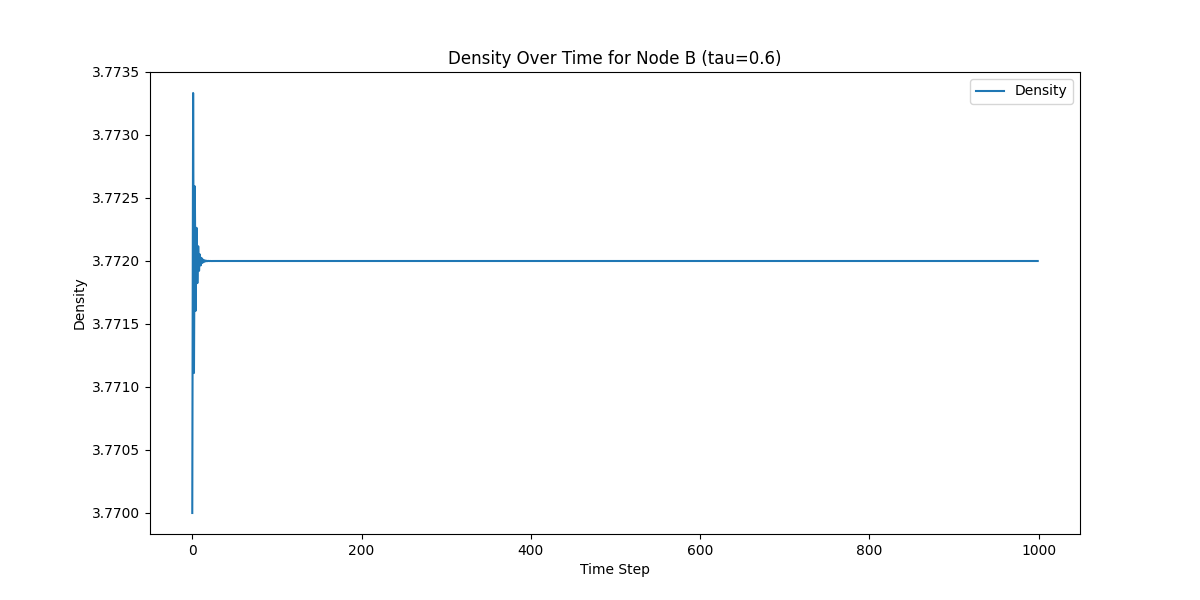 Density Over Time for Node B (tau=0.6)
Density
3.7735
3.7730
3.7725
3.7720
3.7715
3.7710
3.7705
3.7700
Density
0 200 400 600 800 1000
Time Step